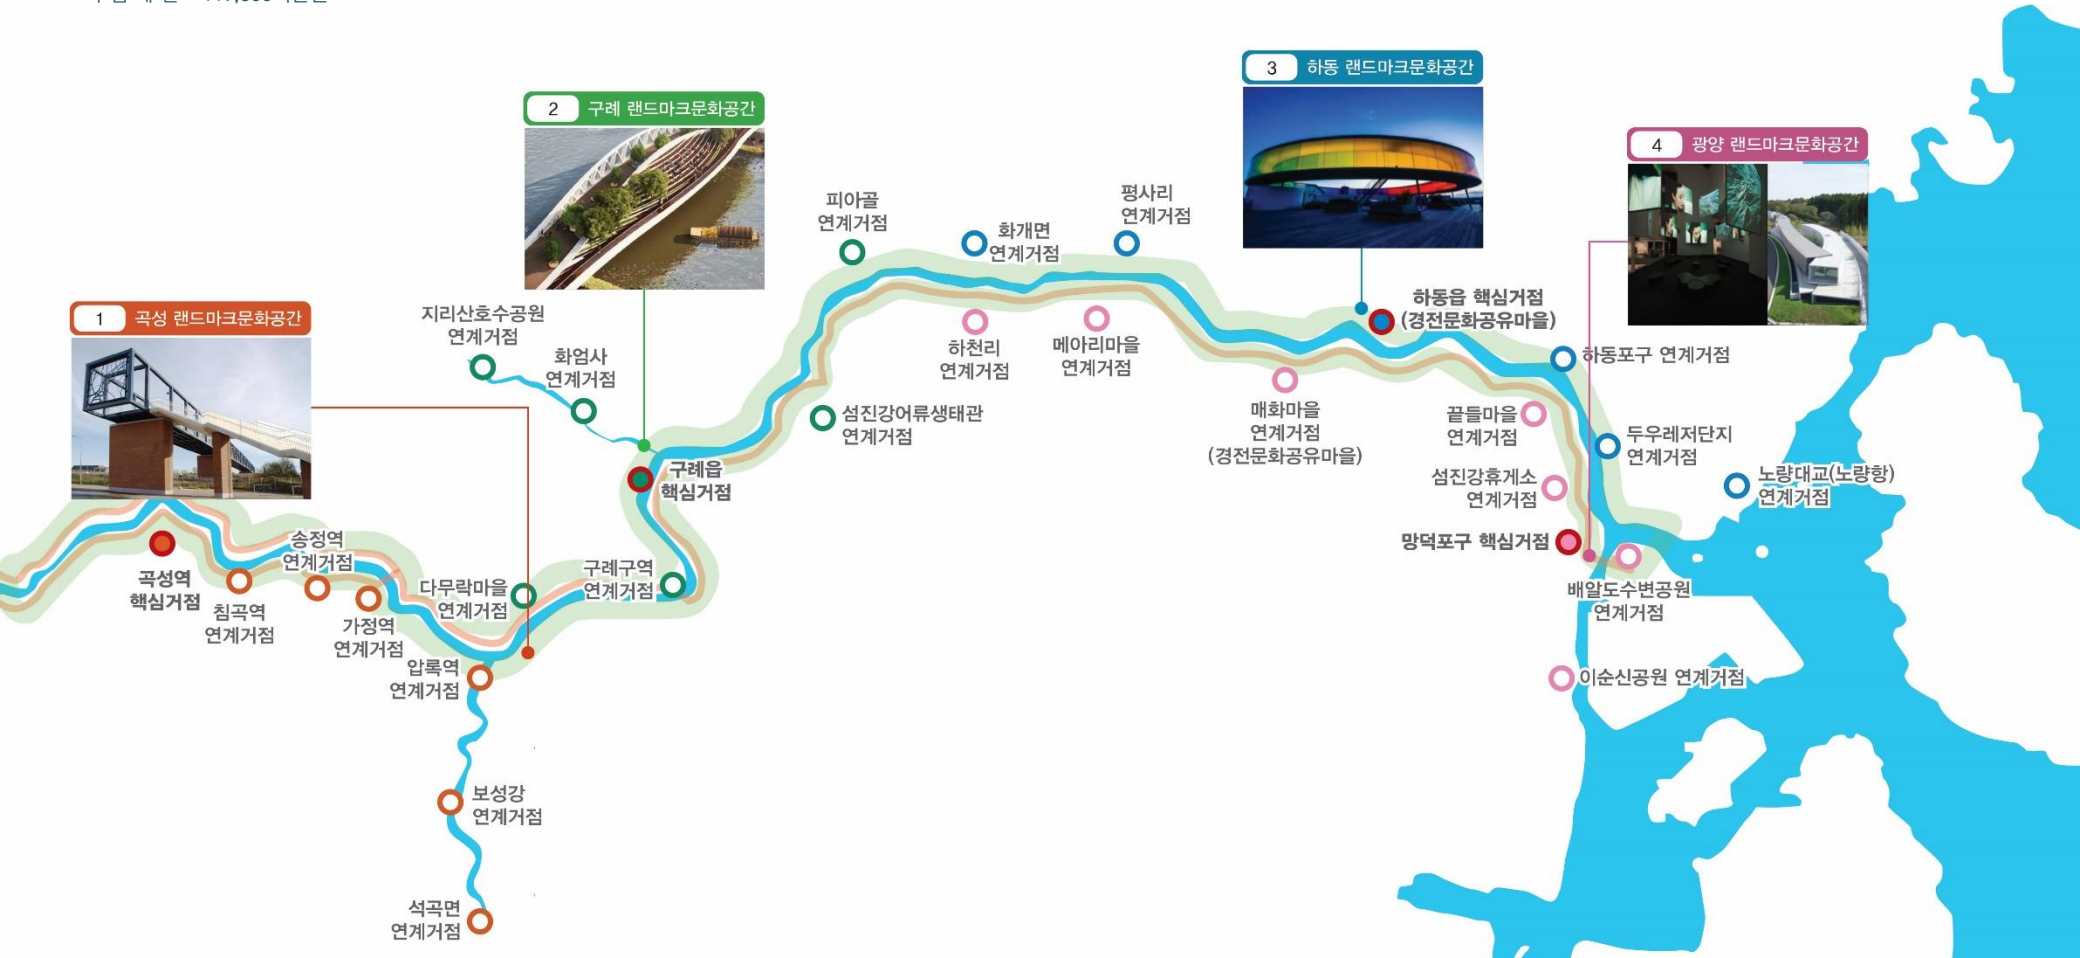 1 곡성 랜드마크문화공간
2 구례 랜드마크문화공간
3 하동 랜드마크문화공간
4 광양 랜드마크문화공간
피아골
연계거점
화개면
연계거점
평사리
연계거점
지리산호수공원
연계거점
화엄사
연계거점
하천리
연계거점
메아리마을
연계거점
하동읍 핵심거점
(경전문화공유마을)
하동포구 연계거점
섬진강어류생태관
연계거점
매화마을
연계거점
(경전문화공유마을)
끝들마을
연계거점
두우레저단지
연계거점
구례읍
핵심거점
섬진강휴게소
연계거점
노량대교(노량항)
연계거점
망덕포구 핵심거점
송정역
연계거점
곡성역
핵심거점
침곡역
연계거점
가정역
연계거점
다무락마을
연계거점
구례구역
연계거점
배알도수변공원
연계거점
압록역
연계거점
이순신공원 연계거점
보성강
연계거점
석곡면
연계거점